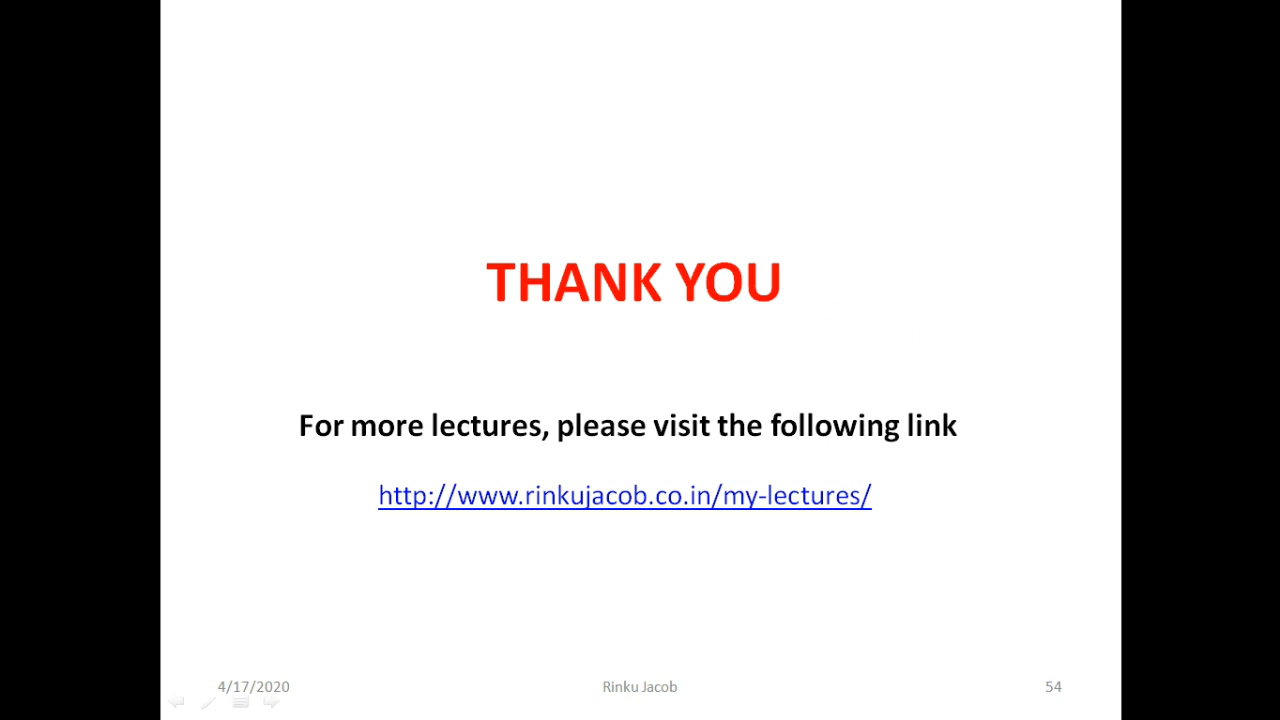 THANK YOU
For more lectures, please visit the following link
http://www.rinkujacob.co.in/my-lectures/
4/17/2020
Rinku Jacob
54